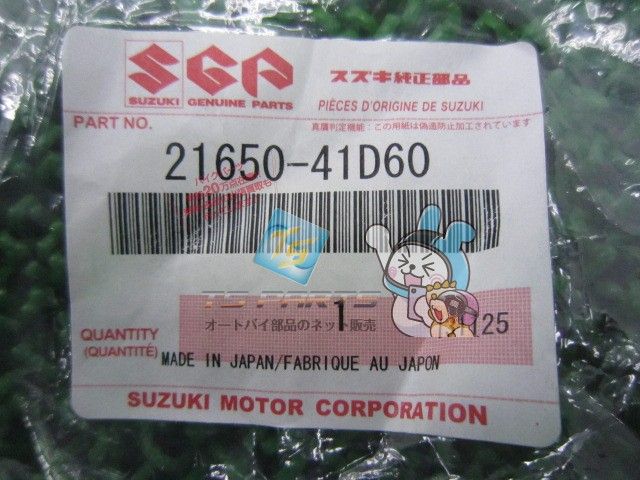 SGP
スズキ純正部品
SUZUKI GENUINE PARTS
PIÈCES D'ORIGINE DE SUZUKI
PART NO.
真贋判定機能：この用紙は偽造防止加工されています
21650-41D60
TS PARTS
オートバイ部品のネット販売
1
125
QUANTITY
(QUANTITÉ)
MADE IN JAPAN/FABRIQUE AU JAPON
SUZUKI MOTOR CORPORATION